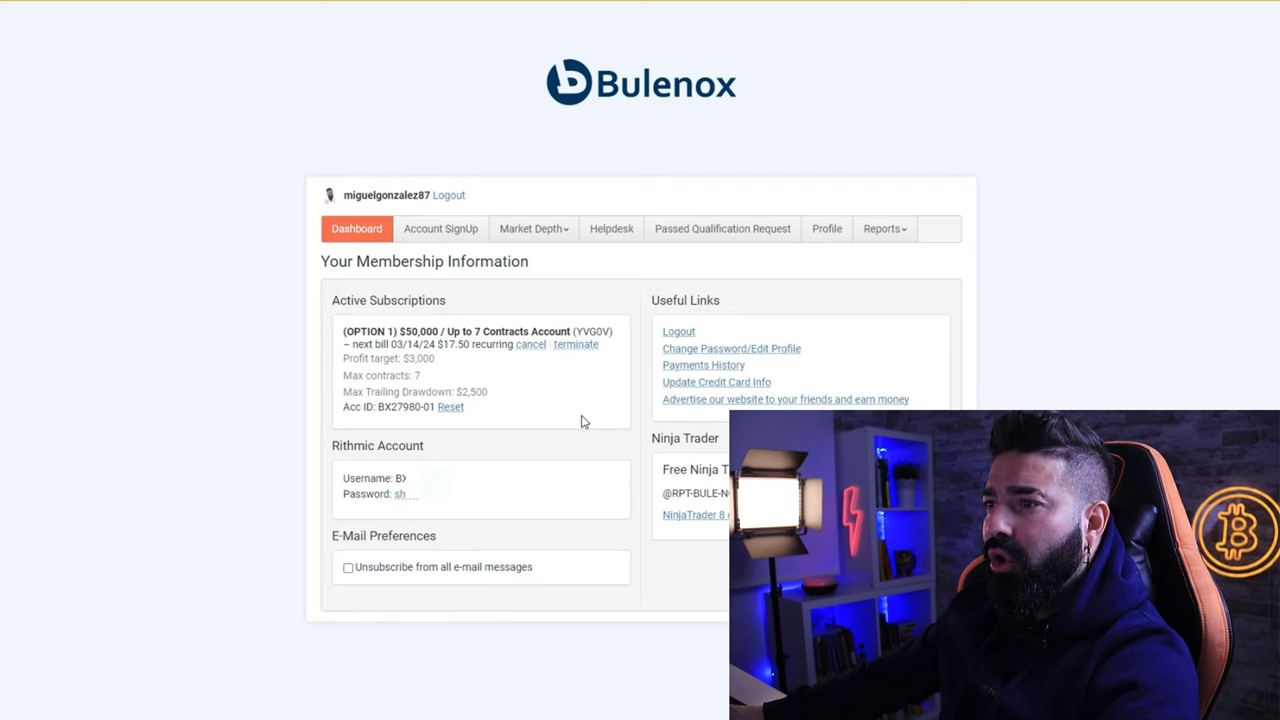 Bulenox
miguelgonzalez87 Logout
Dashboard
Account SignUp
Market Depth
Helpdesk
Passed Qualification Request
Profile
Reports
Your Membership Information
Active Subscriptions
(OPTION 1) $50,000 / Up to 7 Contracts Account (YVG0V)
– next bill 03/14/24 $17.50 recurring cancel | terminate
Profit target: $3,000
Max contracts: 7
Max Trailing Drawdown: $2,500
Acc ID: BX27980-01 Reset
Rithmic Account
Username:
Password:
E-Mail Preferences
Unsubscribe from all e-mail messages
Useful Links
Logout
Change Password/Edit Profile
Payments History
Update Credit Card Info
Advertise our website to your friends and earn money
Ninja Trader
Free Ninja
NinjaTrader 8